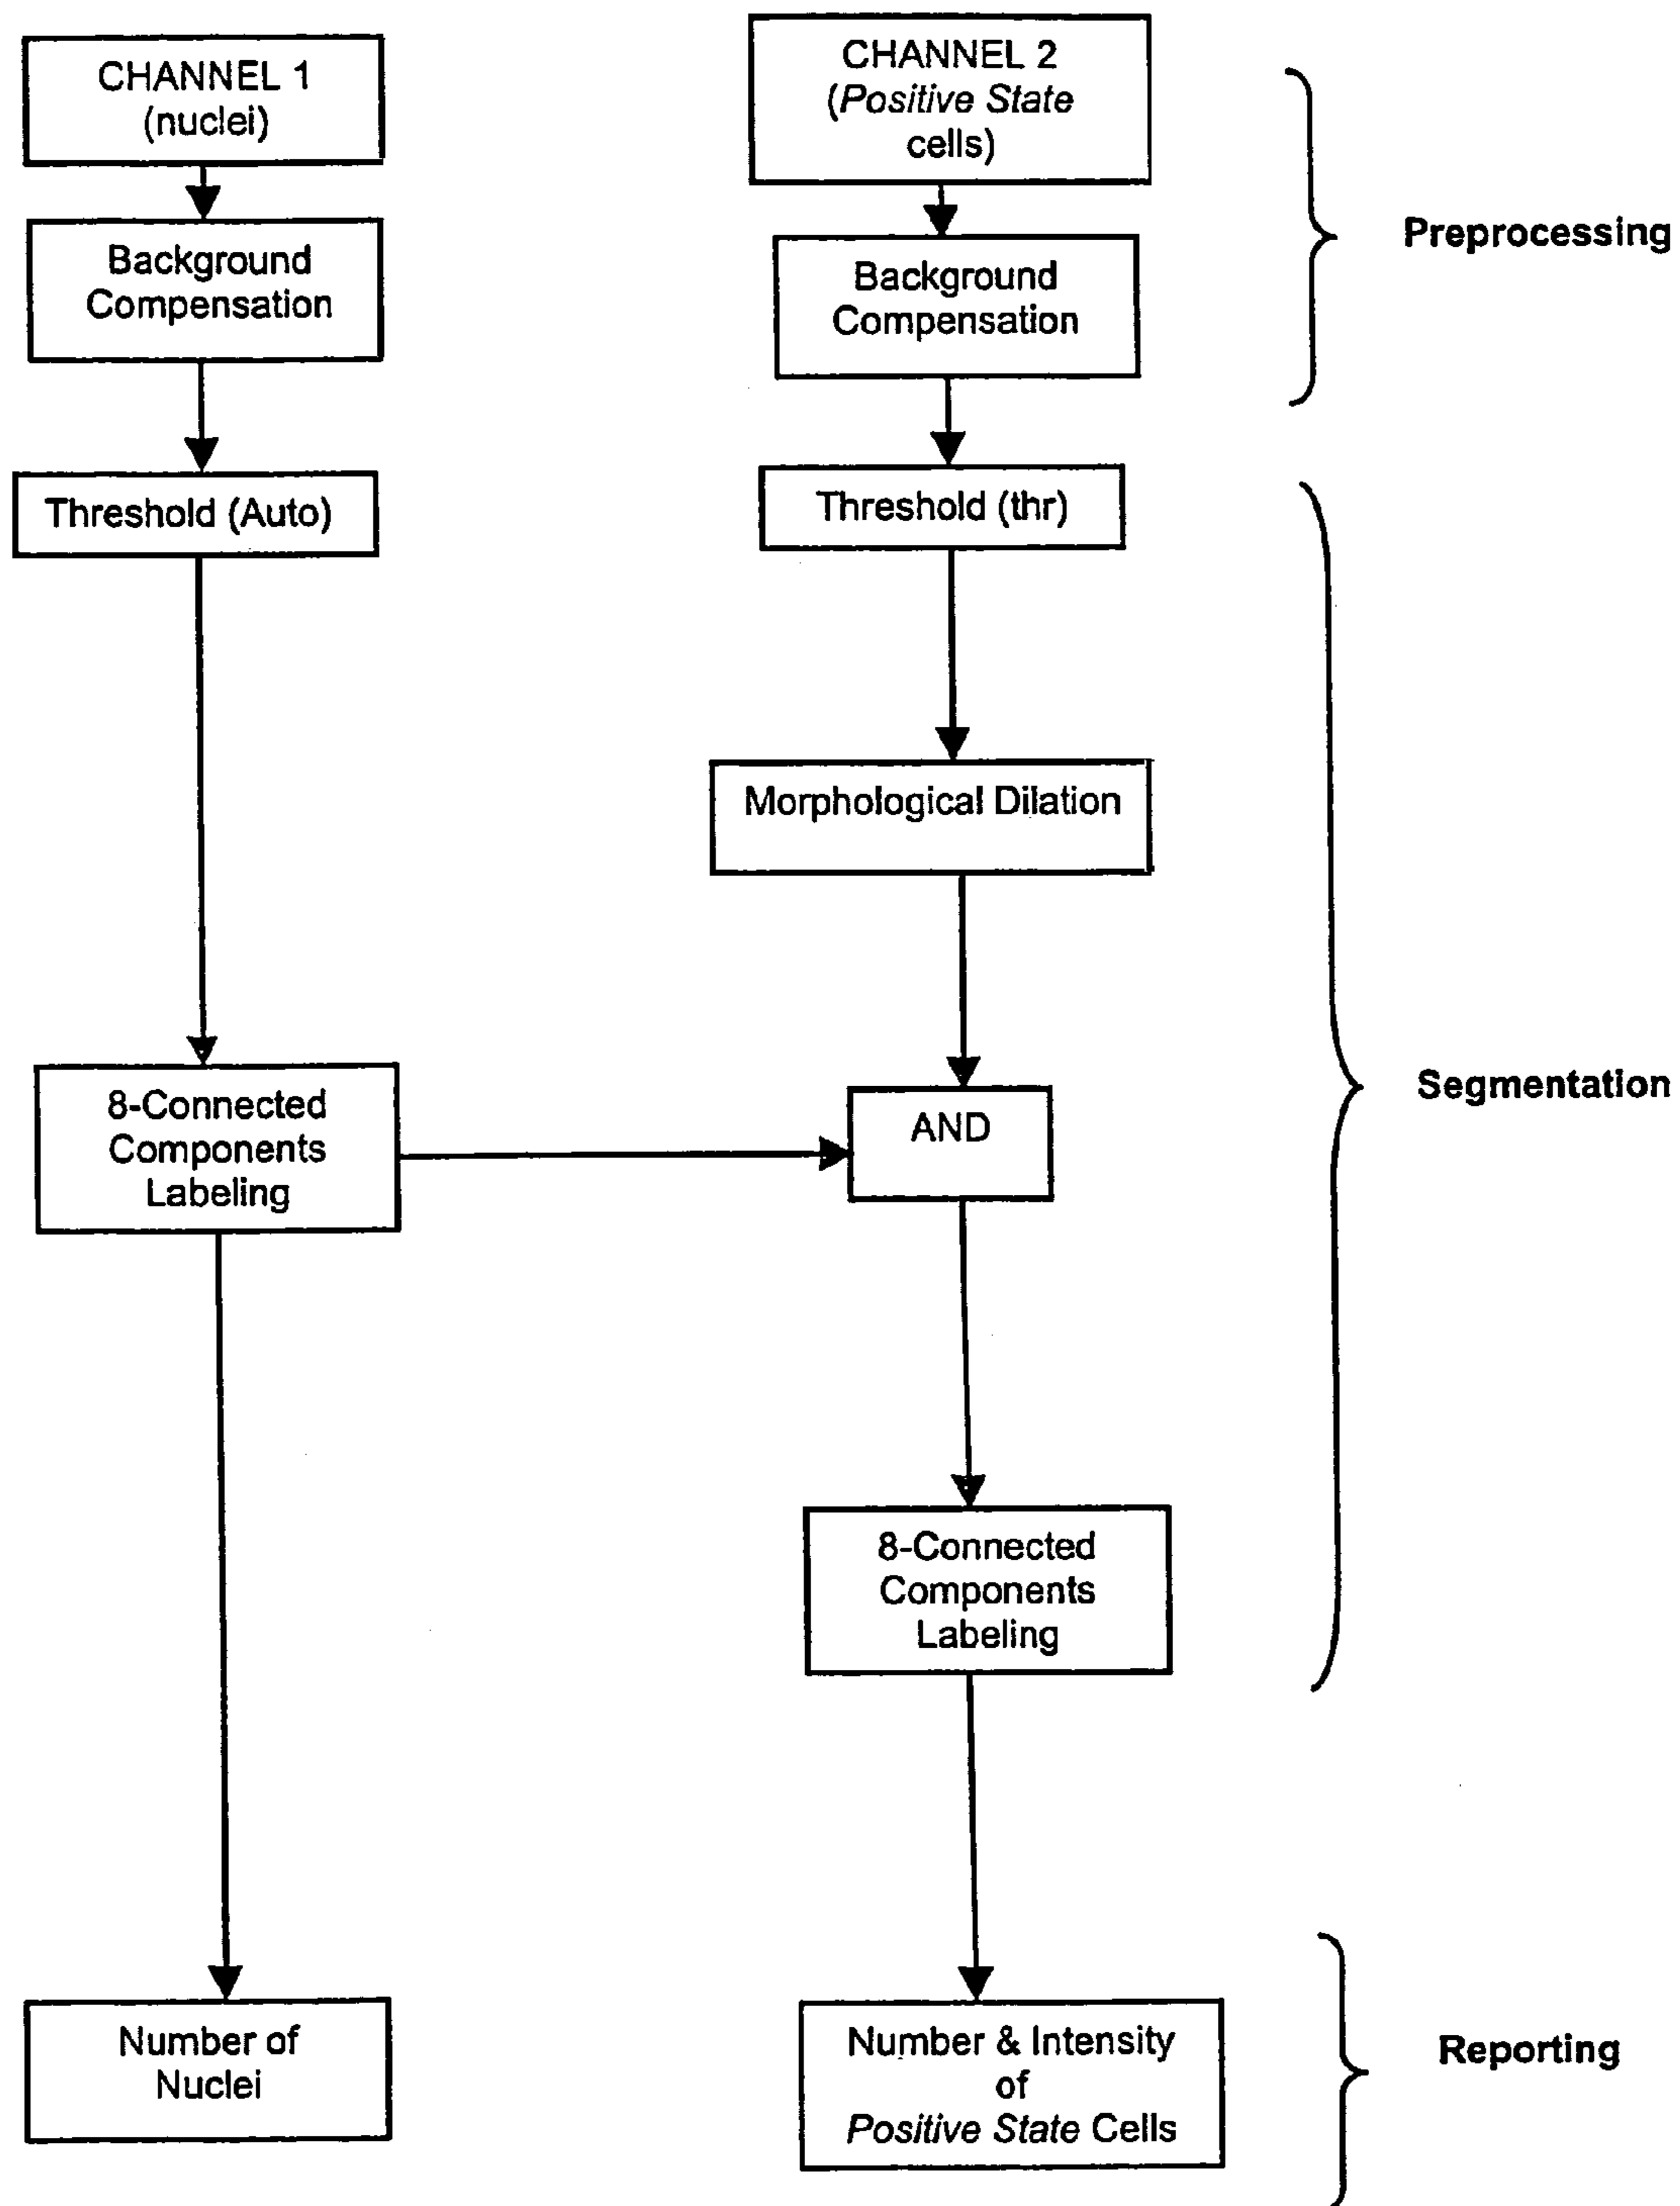 CHANNEL 1
(nuclei)
CHANNEL 2
(Positive State
cells)
Preprocessing
Background
Compensation
Background
Compensation
Threshold (Auto)
Threshold (thr)
Morphological Dilation
8-Connected
Components
Labeling
AND
Segmentation
8-Connected
Components
Labeling
Number of
Nuclei
Number & Intensity
of
Positive State Cells
Reporting